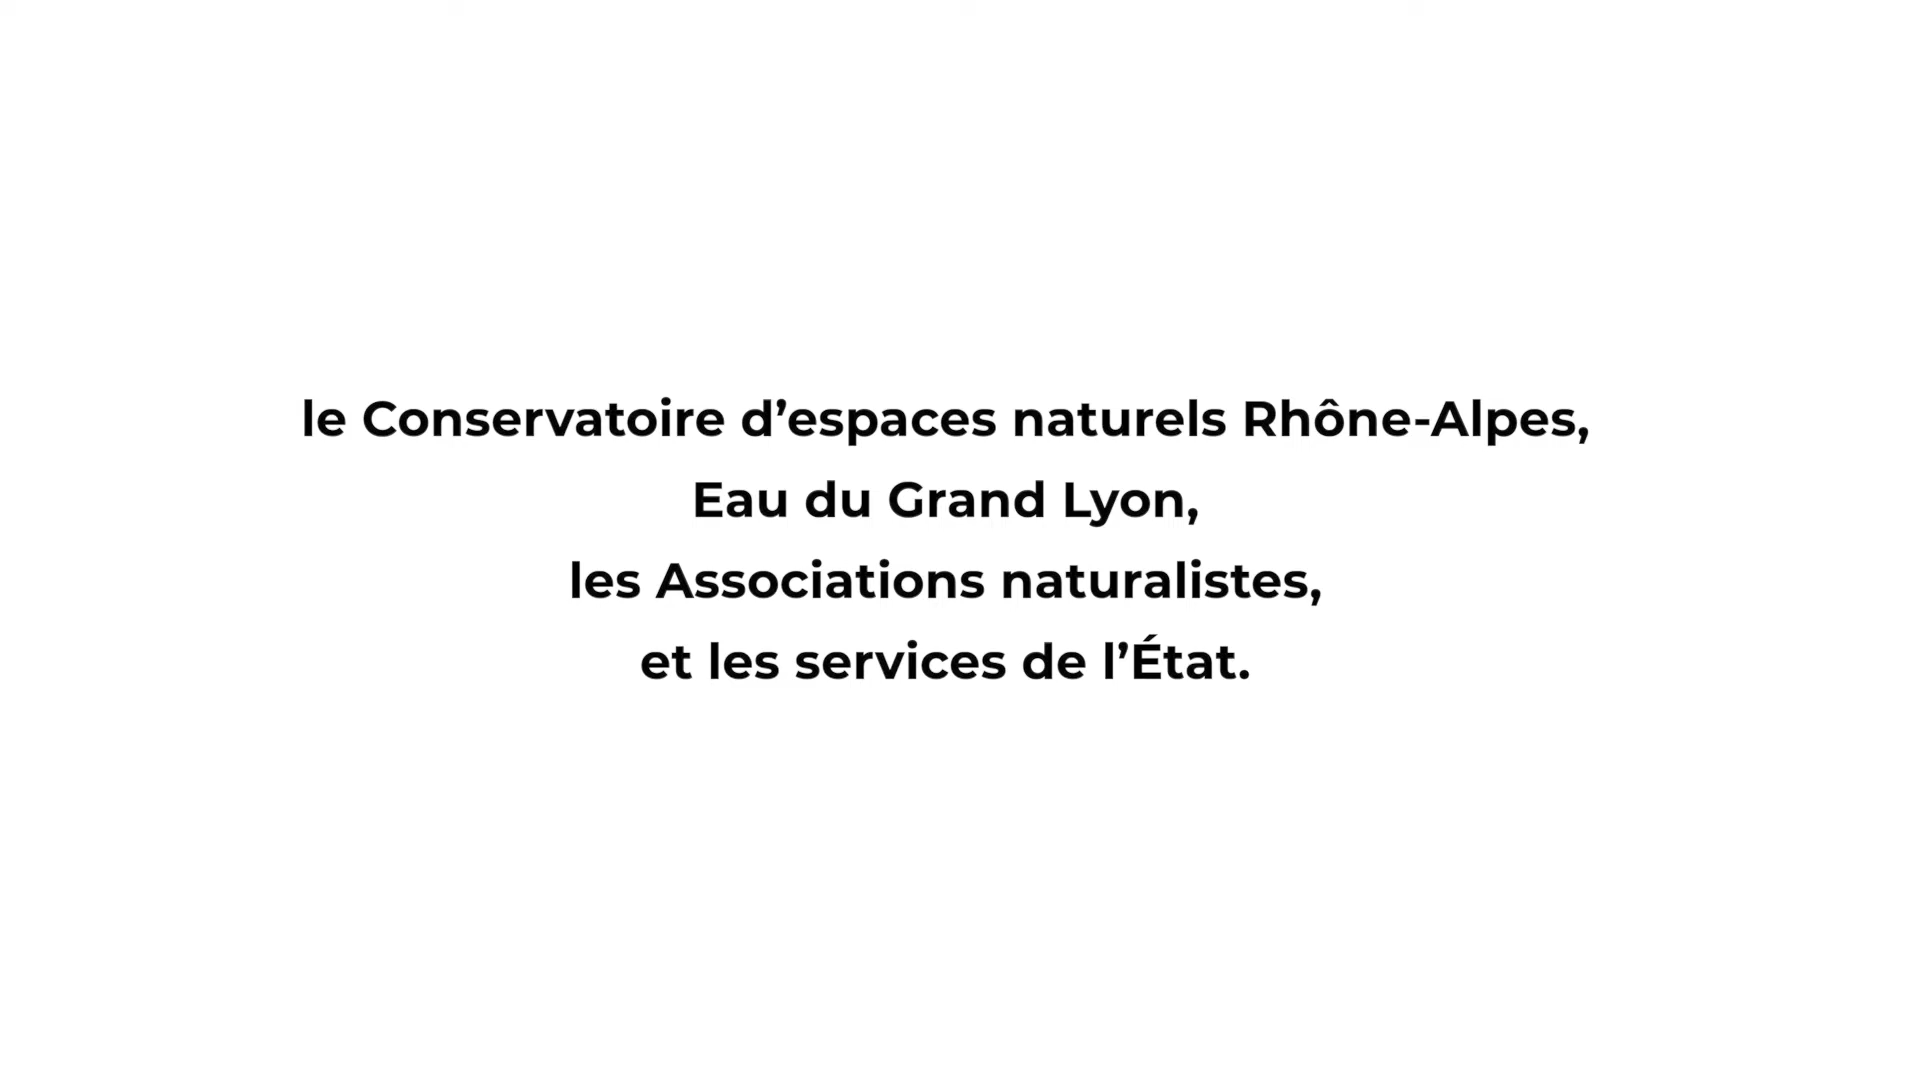 le Conservatoire d’espaces naturels Rhône-Alpes,
Eau du Grand Lyon,
les Associations naturalistes,
et les services de l’État.